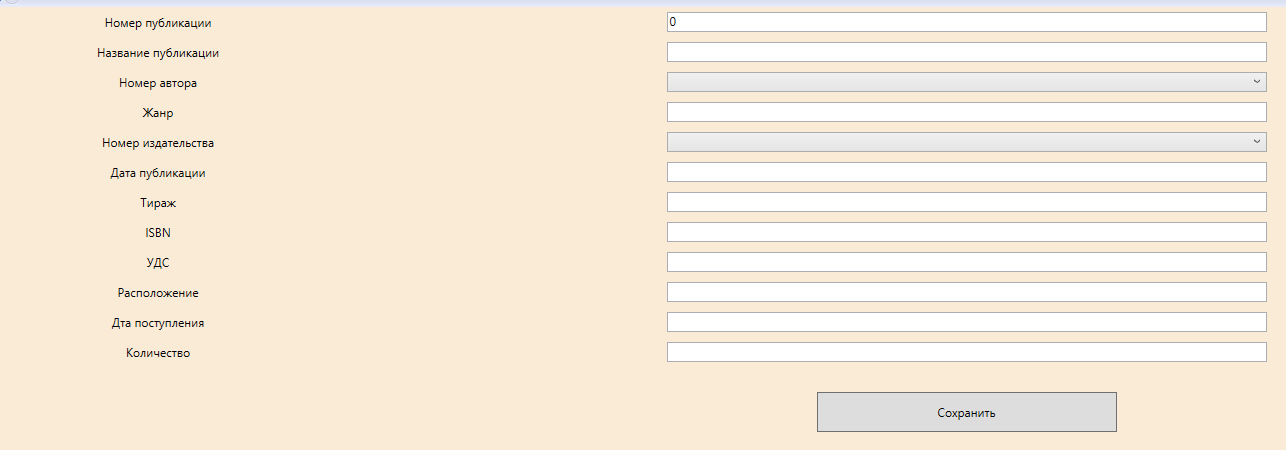 Номер публикации 0
Название публикации
Номер автора
Жанр
Номер издательства
Дата публикации
Тираж
ISBN
УДС
Расположение
Дта поступления
Количество
Сохранить